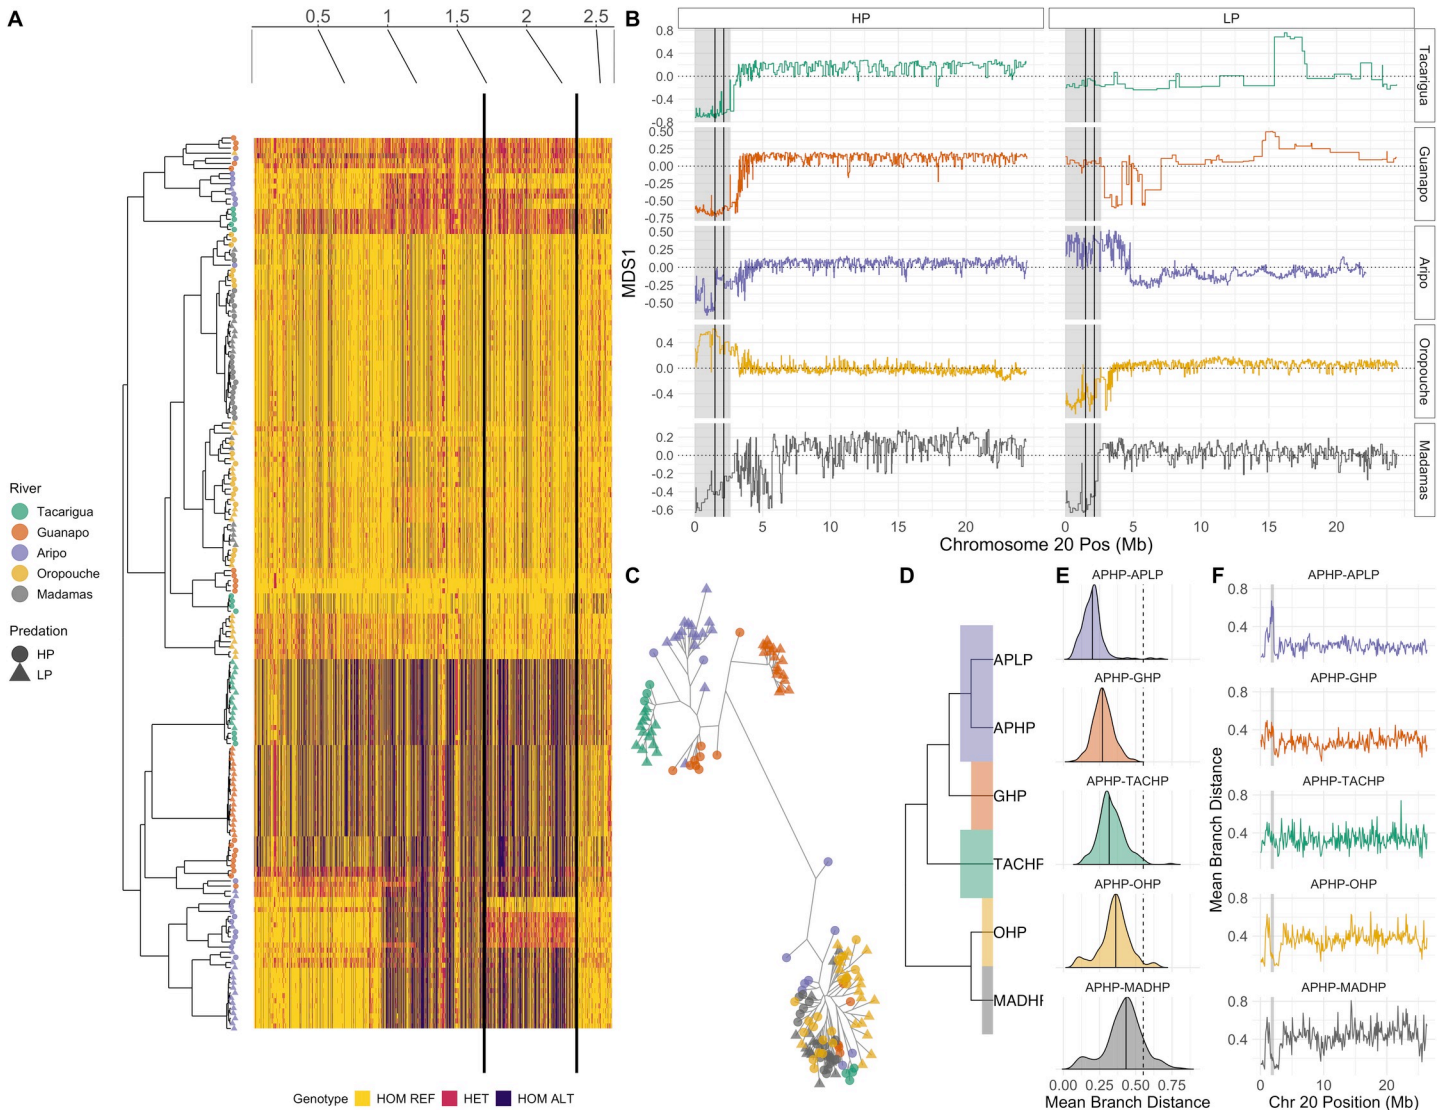 A
0.5 1 1.5 2 2.5
River
Tacarigua
Guanapo
Aripo
Oropouche
Madamas
Predation
HP
LP
Genotype HOM REF HET HOM ALT
B
HP LP
MDS1
0.8
0.4
0.0
-0.4
-0.8
Tacarigua
0.50
0.25
0.00
-0.25
-0.50
-0.75
Guanapo
0.50
0.25
0.00
-0.25
-0.50
Aripo
0.4
0.0
-0.4
Oropouche
0.2
0.0
-0.2
-0.4
-0.6
Madamas
0 5 10 15 20 0 5 10 15 20
Chromosome 20 Pos (Mb)
C
D
APLP
APHP
GHP
TACHP
OHP
MADHP
E
APHP-APLP
APHP-GHP
APHP-TACHP
APHP-OHP
APHP-MADHP
0.00 0.25 0.50 0.75
Mean Branch Distance
F
Mean Branch Distance
APHP-APLP
0.8
0.4
APHP-GHP
0.8
0.4
APHP-TACHP
0.8
0.4
APHP-OHP
0.8
0.4
APHP-MADHP
0.8
0.4
0 10 20
Chr 20 Position (Mb)